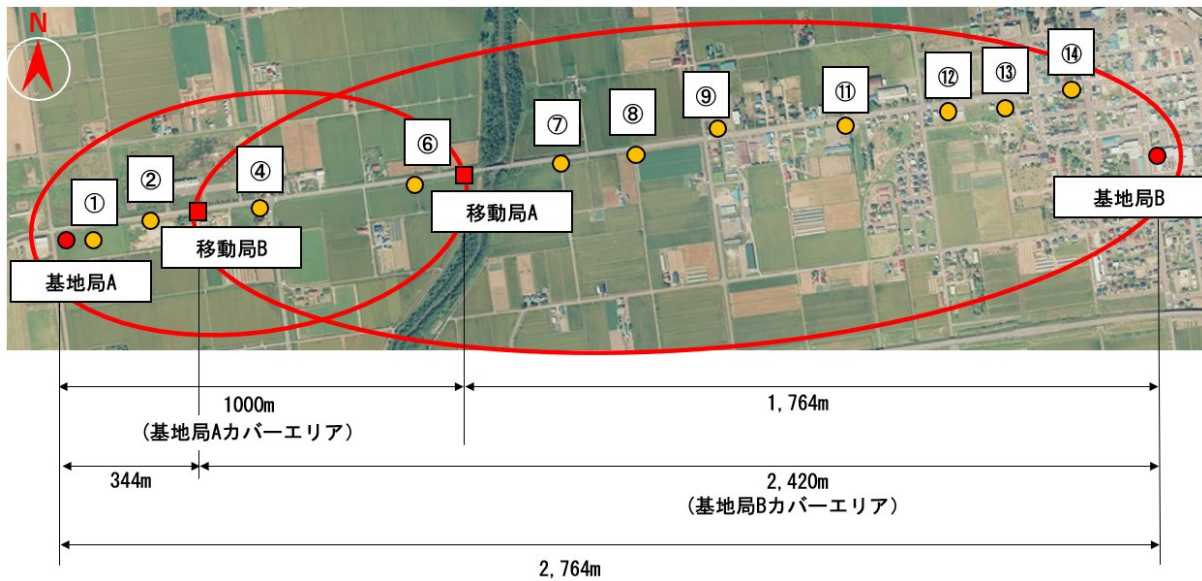 N
①
②
④
⑥
⑦
⑧
⑨
⑪
⑫
⑬
⑭
基地局A
移動局B
移動局A
基地局B
1000m
(基地局Aカバーエリア)
1,764m
344m
2,420m
(基地局Bカバーエリア)
2,764m